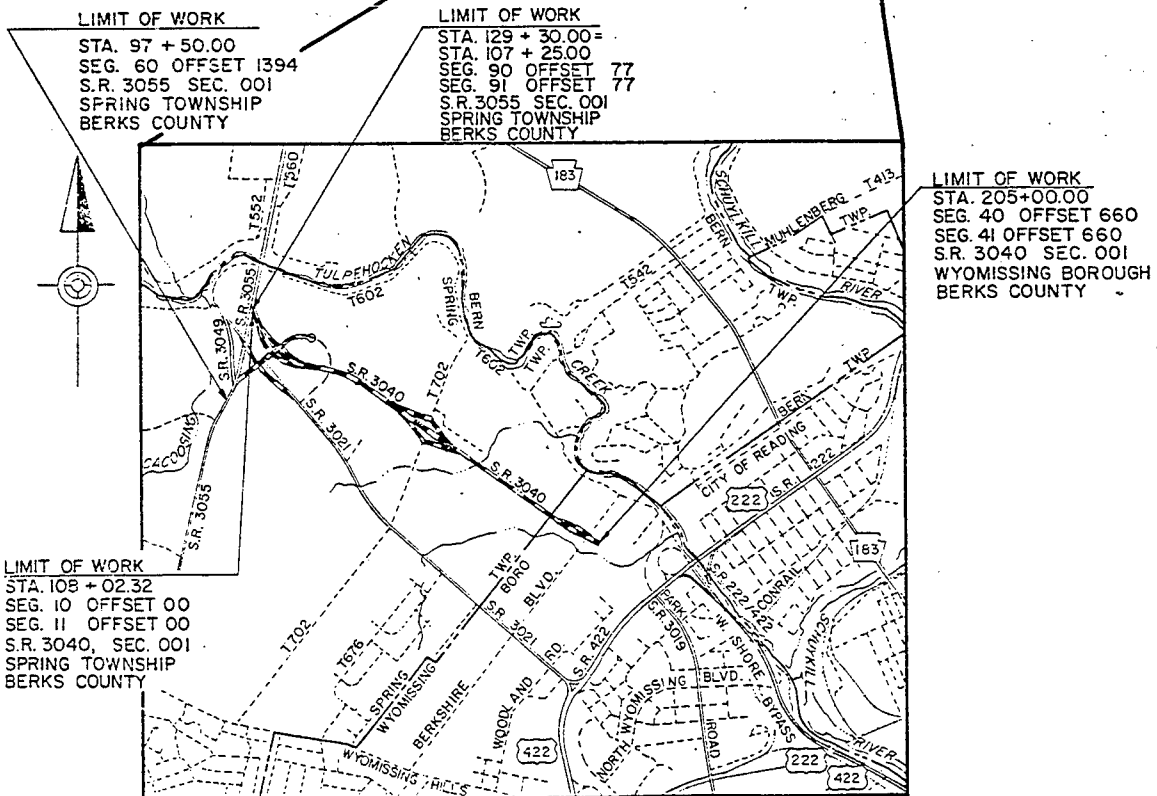 LIMIT OF WORK
STA. 97 + 50.00
SEG. 60 OFFSET 1394
S.R. 3055 SEC. 001
SPRING TOWNSHIP
BERKS COUNTY
LIMIT OF WORK
STA. 129 + 30.00=
STA. 107 + 25.00
SEG. 90 OFFSET 77
SEG. 91 OFFSET 77
S.R. 3055 SEC. 001
SPRING TOWNSHIP
BERKS COUNTY
LIMIT OF WORK
STA. 205+00.00
SEG. 40 OFFSET 660
SEG. 41 OFFSET 660
S.R. 3040 SEC. 001
WYOMISSING BOROUGH
BERKS COUNTY
LIMIT OF WORK
STA. 108 + 02.32
SEG. 10 OFFSET 00
SEG. 11 OFFSET 00
S.R. 3040, SEC. 001
SPRING TOWNSHIP
BERKS COUNTY
T560
T552
183
SCHUYLKILL
RIVER
MUHLENBERG TWP.
T413
BERN TWP.
TULPEHOCKEN
CREEK
T602
SPRING TWP.
BERN TWP.
T602
T542
S.R. 3055
S.R. 3049
S.R. 3040
T702
S.R. 3021
CACOOSING
S.R. 3055
S.R. 3040
BERN TWP
CITY OF READING
S.R. 222
222
183
TWP.
BORO
BLVD.
BERKSHIRE
S.R. 3021
T702
T676
SPRING
WYOMISSING
WOODLAND RD.
S.R. 422
PARK ROAD
S.R. 3019
S.R. 222/422
CONRAIL
W. SHORE BYPASS
SCHUYKILL
RIVER
NORTH WYOMISSING BLVD.
WYOMISSING HILLS
422
222
422